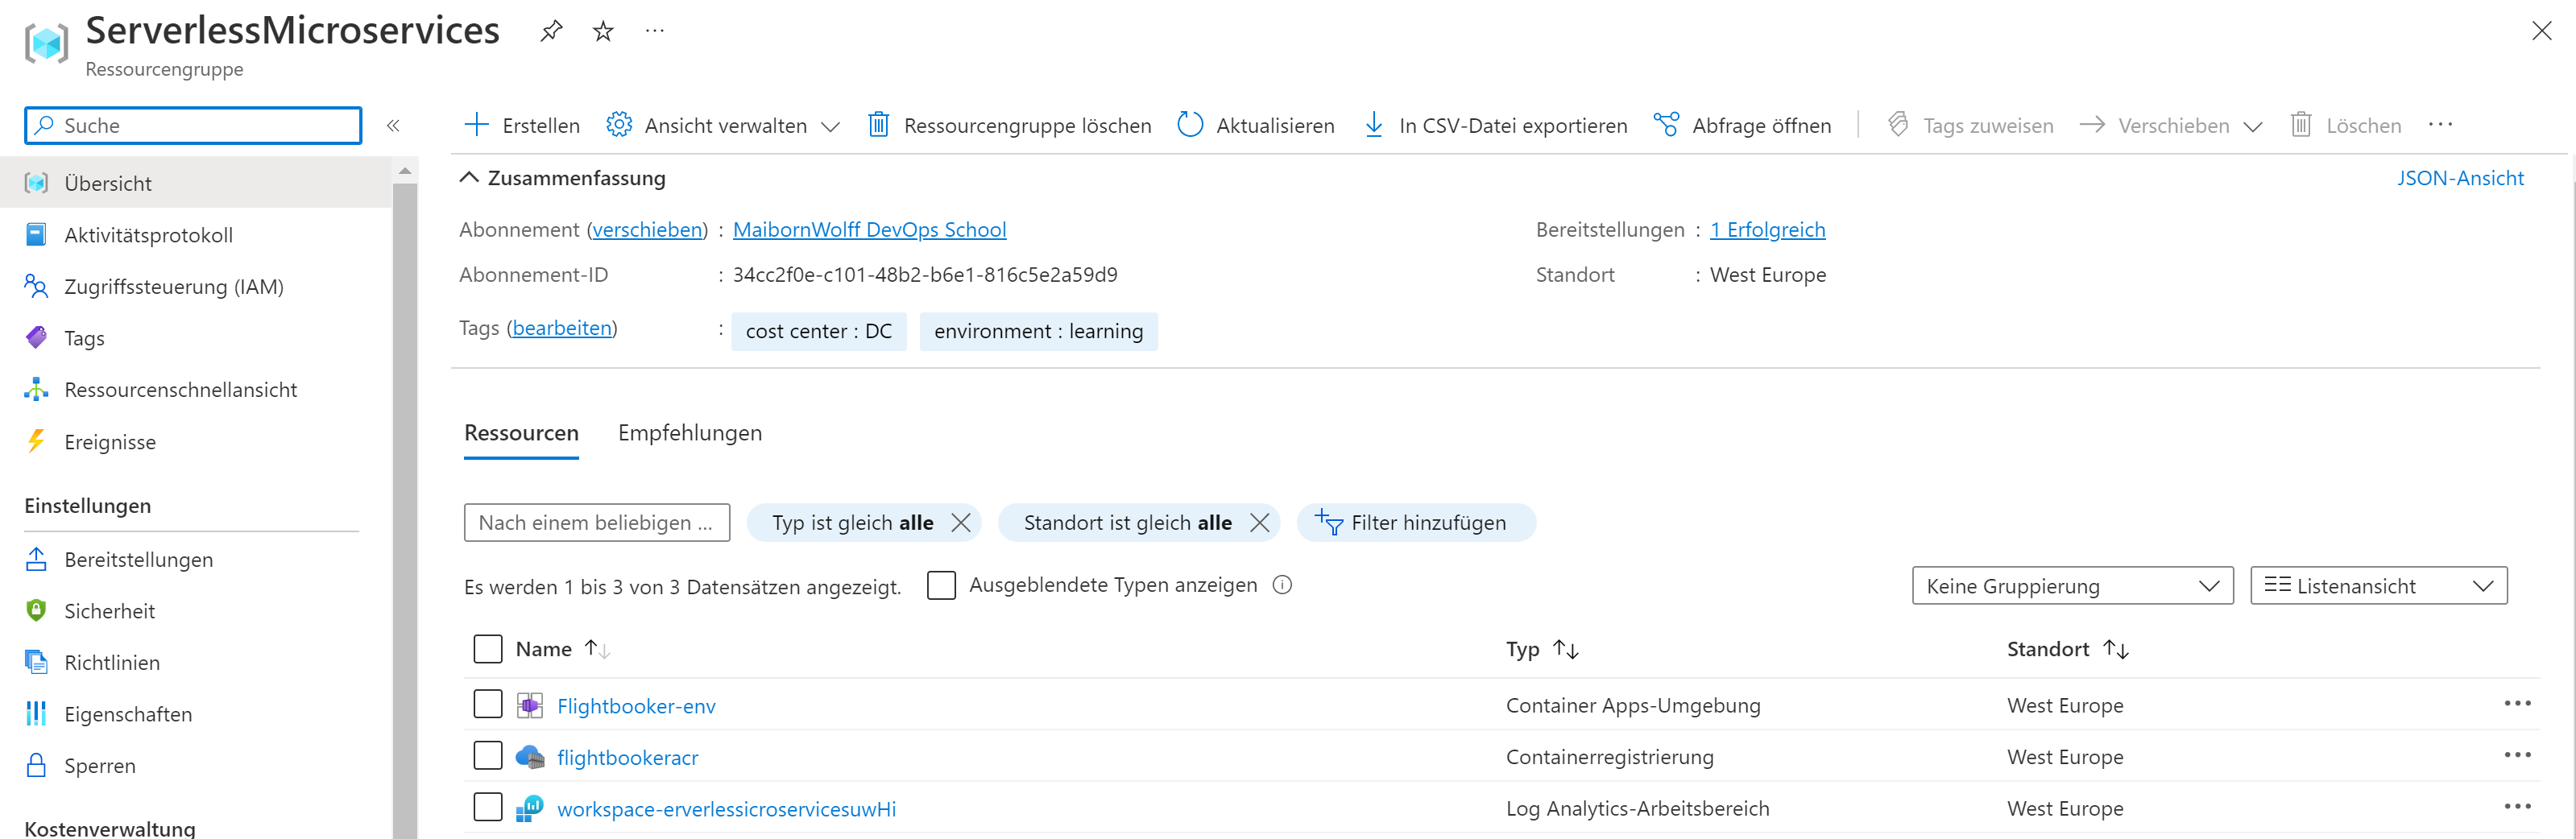 ServerlessMicroservices
Ressourcengruppe
Suche
Erstellen Ansicht verwalten Ressourcengruppe löschen Aktualisieren In CSV-Datei exportieren Abfrage öffnen Tags zuweisen Verschieben Löschen
Übersicht
Aktivitätsprotokoll
Zugriffssteuerung (IAM)
Tags
Ressourcenschnellansicht
Ereignisse
Einstellungen
Bereitstellungen
Sicherheit
Richtlinien
Eigenschaften
Sperren
Kostenverwaltung
Zusammenfassung JSON-Ansicht
Abonnement (verschieben) : MaibornWolff DevOps School Bereitstellungen : 1 Erfolgreich
Abonnement-ID : 34cc2f0e-c101-48b2-b6e1-816c5e2a59d9 Standort : West Europe
Tags (bearbeiten) : cost center : DC environment : learning
Ressourcen Empfehlungen
Nach einem beliebigen ... Typ ist gleich alle Standort ist gleich alle Filter hinzufügen
Es werden 1 bis 3 von 3 Datensätzen angezeigt. Ausgeblendete Typen anzeigen Keine Gruppierung Listenansicht
Name Typ Standort
Flightbooker-env Container Apps-Umgebung West Europe
flightbookeracr Containerregistrierung West Europe
workspace-erverlessicroservicesuwHi Log Analytics-Arbeitsbereich West Europe